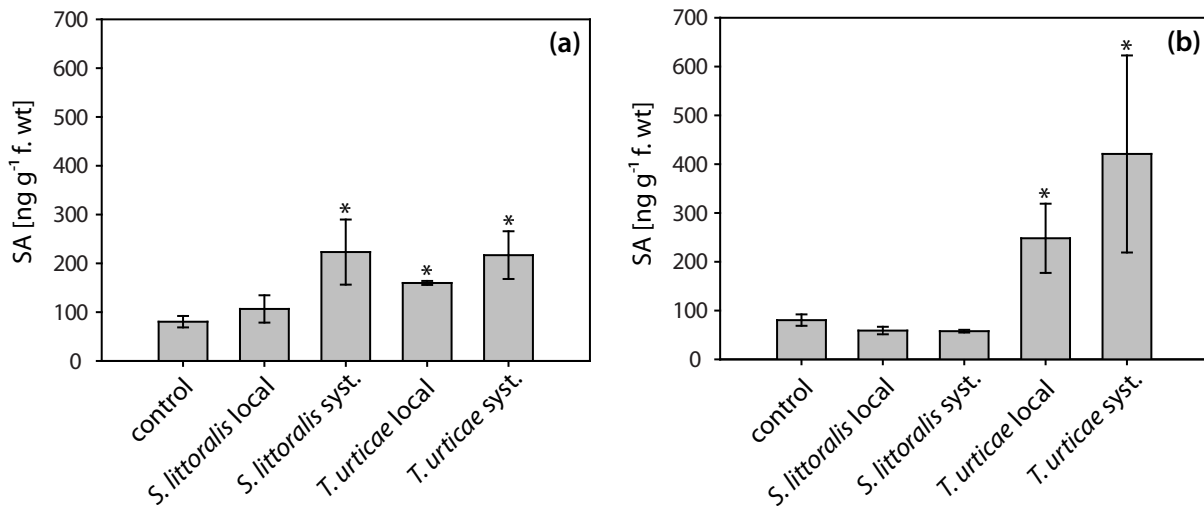 (a)
SA [ng g⁻¹ f. wt]
700
600
500
400
300
200
100
0
*
*
*
control
S. littoralis local
S. littoralis syst.
T. urticae local
T. urticae syst.
(b)
SA [ng g⁻¹ f. wt]
700
600
500
400
300
200
100
0
*
*
control
S. littoralis local
S. littoralis syst.
T. urticae local
T. urticae syst.